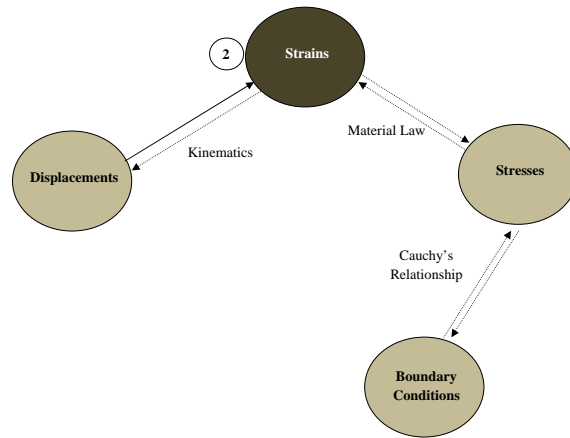 2
Strains
Material Law
Kinematics
Displacements
Stresses
Cauchy's
Relationship
Boundary
Conditions